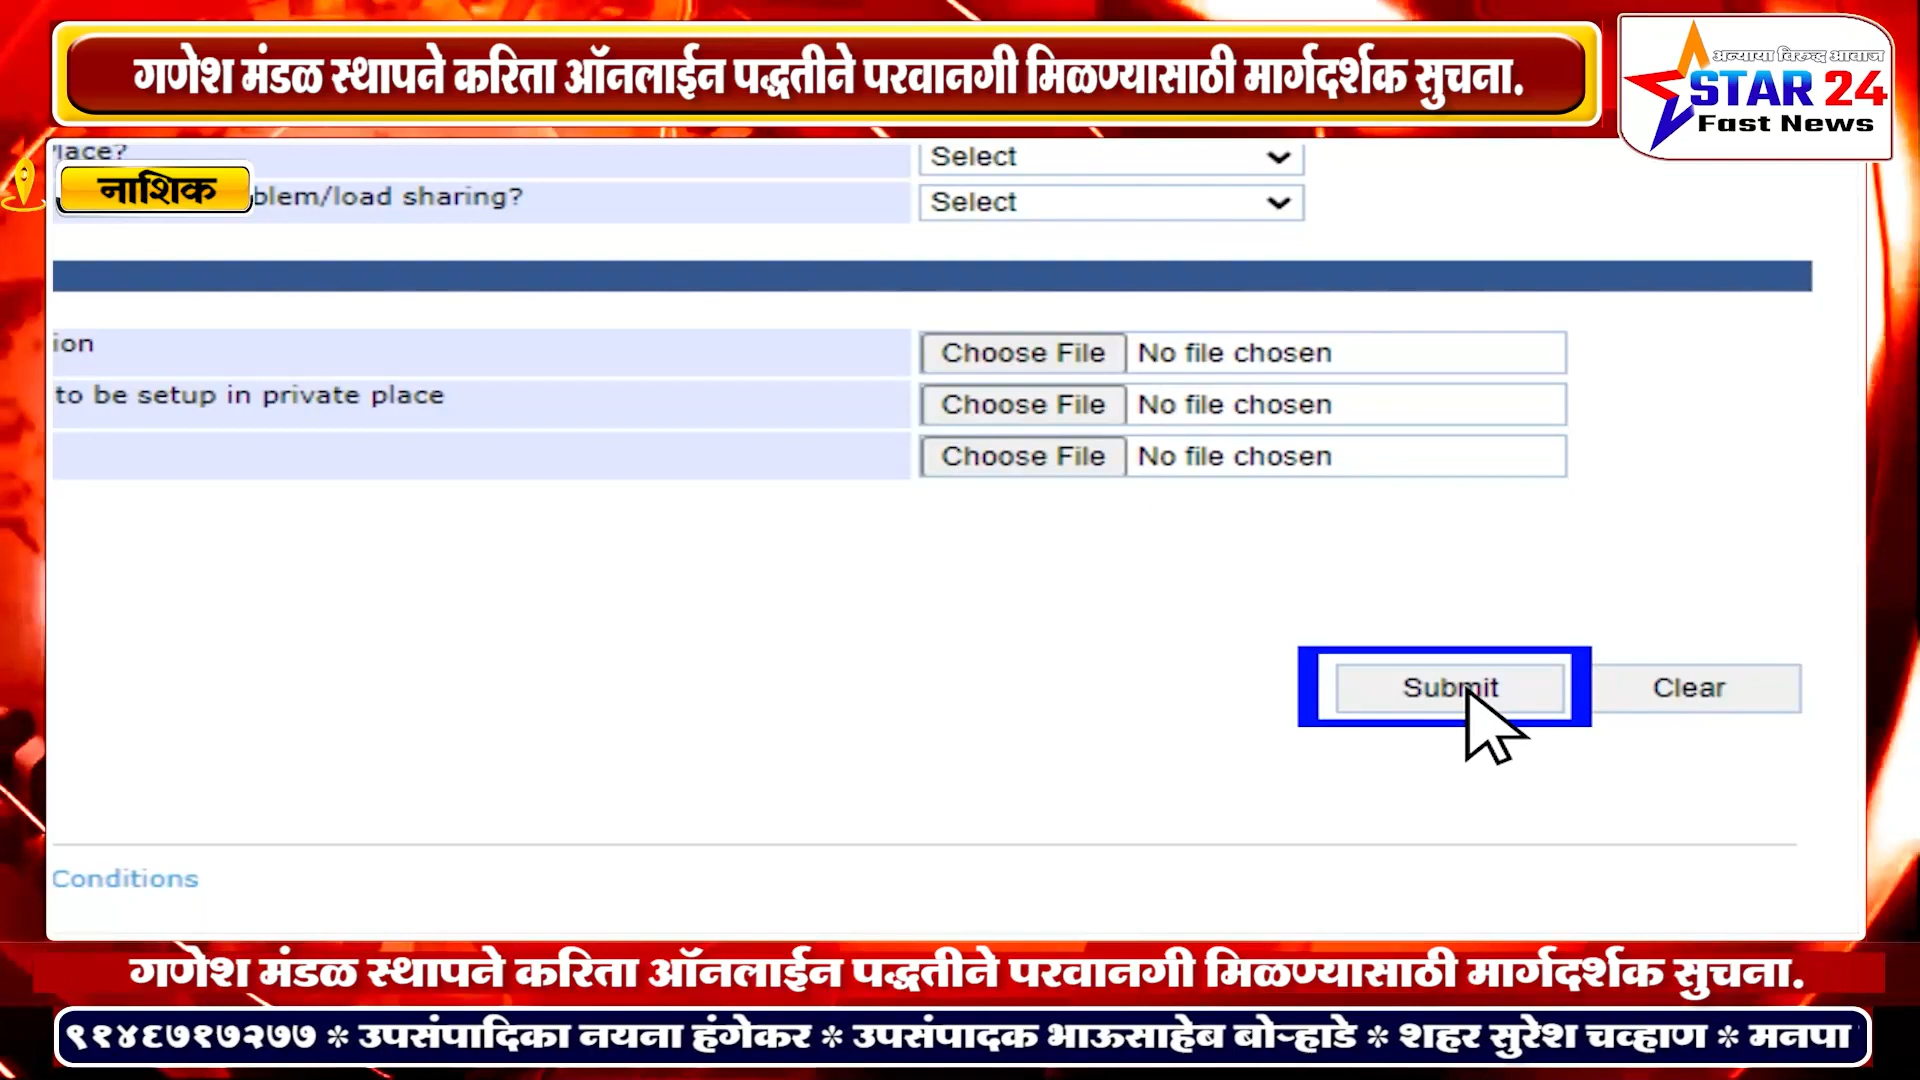 गणेश मंडळ स्थापने करिता ऑनलाईन पद्धतीने परवानगी मिळण्यासाठी मार्गदर्शक सुचना.
अन्याया विरुद्ध आवाज
STAR 24
Fast News
lace?
Select
नाशिक
blem/load sharing?
Select
ion
Choose File No file chosen
to be setup in private place
Choose File No file chosen
Choose File No file chosen
Submit
Clear
Conditions
गणेश मंडळ स्थापने करिता ऑनलाईन पद्धतीने परवानगी मिळण्यासाठी मार्गदर्शक सुचना.
९१४६७१७२७७ * उपसंपादिका नयना हंगेकर * उपसंपादक भाऊसाहेब बोऱ्हाडे * शहर सुरेश चव्हाण * मनपा